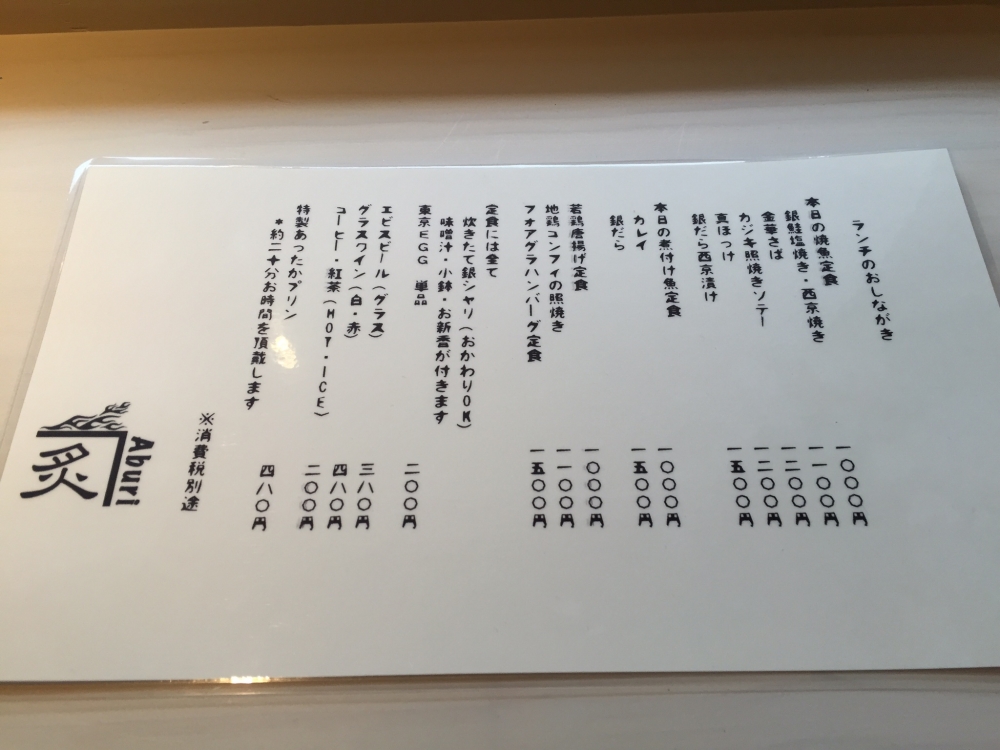 ランチのおしながき
本日の焼魚定食
銀鮭塩焼き・西京焼き 一〇〇〇円
金華さば 一一〇〇円
カジキ照焼きソテー 一二〇〇円
真ほっけ 一二〇〇円
銀だら西京漬け 一五〇〇円
本日の煮付け魚定食
カレイ 一〇〇〇円
銀だら 一五〇〇円
若鶏唐揚げ定食 一〇〇〇円
地鶏コンフィの照焼き 一一〇〇円
フォアグラハンバーグ定食 一五〇〇円
定食には全て
炊きたて銀シャリ(おかわりOK)
味噌汁・小鉢・お新香が付きます
東京EGG 単品 二〇〇円
エビスビール(グラス) 三八〇円
グラスワイン(白・赤) 四八〇円
コーヒー・紅茶(HOT・ICE) 二〇〇円
特製あったかプリン 四八〇円
*約二十分お時間を頂戴します
※消費税別途
Aburi
炙